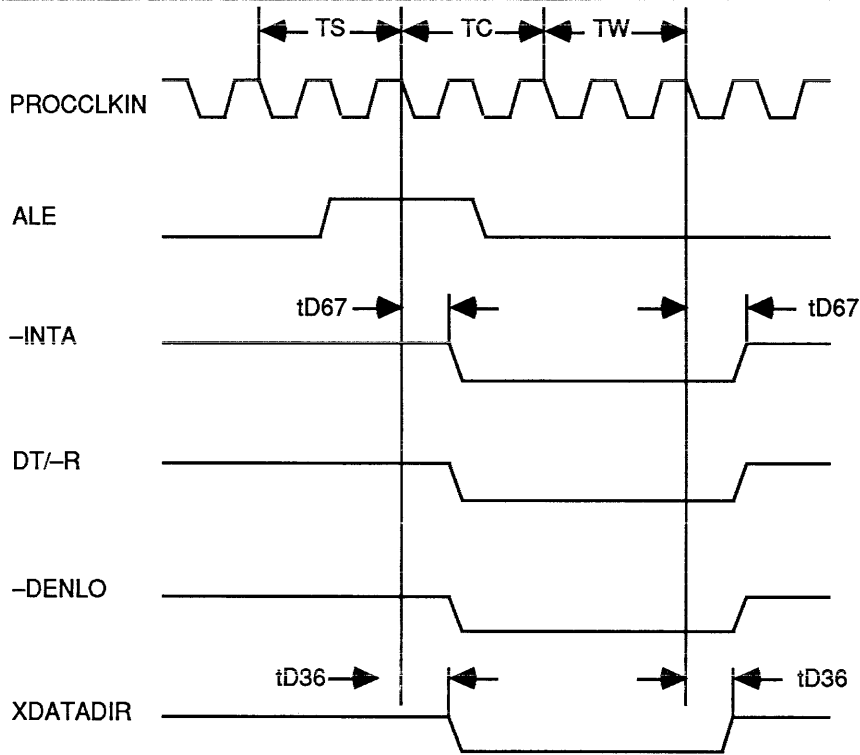 TS TC TW
PROCCLKIN
ALE
tD67 tD67
–INTA
DT/–R
–DENLO
tD36 tD36
XDATADIR